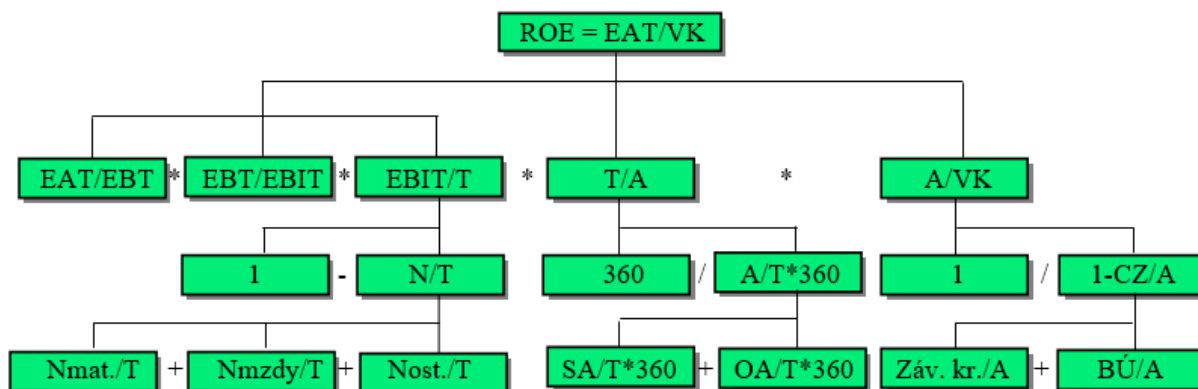 ROE = EAT/VK
EAT/EBT * EBT/EBIT * EBIT/T * T/A * A/VK
1 - N/T 360 / A/T*360 1 / 1-CZ/A
Nmat./T + Nmzdy/T + Nost./T SA/T*360 + OA/T*360 Záv. kr./A + BÚ/A